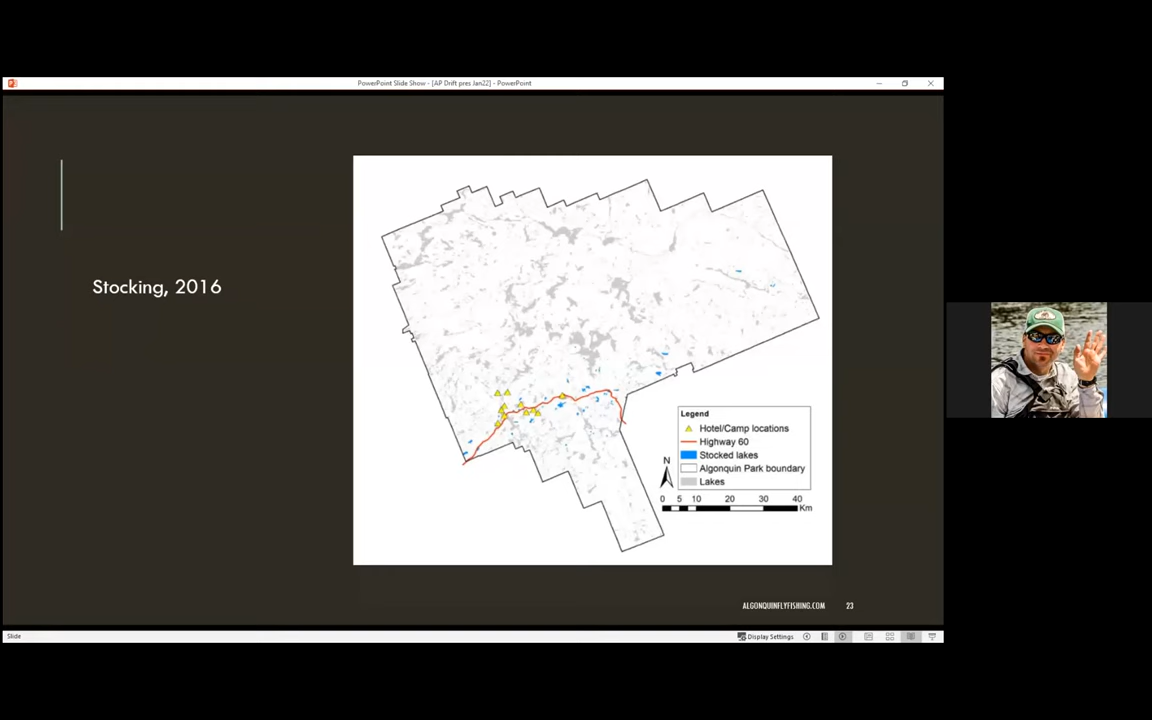 PowerPoint Slide Show - [AP Drift pres Jan22] - PowerPoint
Stocking, 2016
Legend
Hotel/Camp locations
Highway 60
Stocked lakes
Algonquin Park boundary
Lakes
N
0 5 10 20 30 40
Km
ALGONQUINFLYFISHING.COM 23
Slide
Display Settings